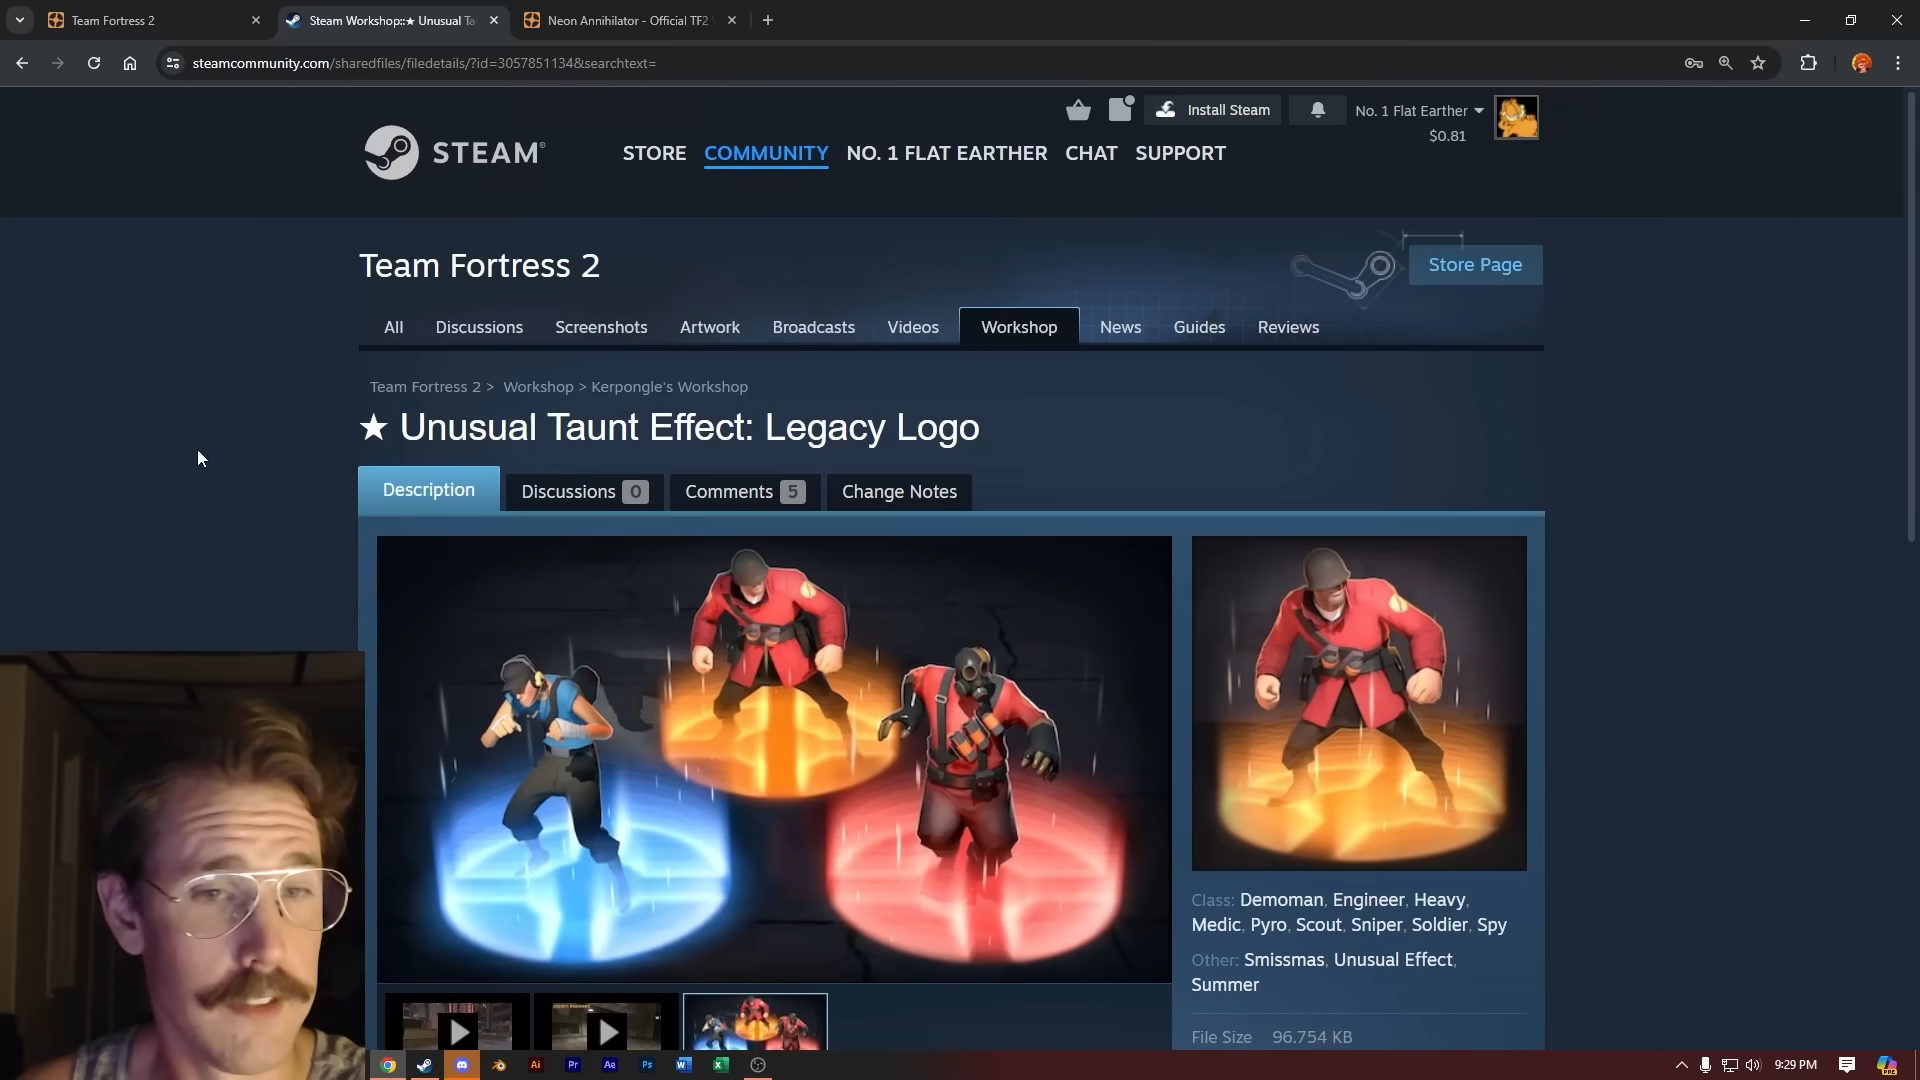 Team Fortress 2
Steam Workshop::★ Unusual Ta
Neon Annihilator - Official TF2
steamcommunity.com/sharedfiles/filedetails/?id=3057851134&searchtext=
Install Steam
No. 1 Flat Earther
$0.81
STEAM®
STORE
COMMUNITY
NO. 1 FLAT EARTHER
CHAT
SUPPORT
Team Fortress 2
Store Page
All
Discussions
Screenshots
Artwork
Broadcasts
Videos
Workshop
News
Guides
Reviews
Team Fortress 2 > Workshop > Kerpongle's Workshop
★ Unusual Taunt Effect: Legacy Logo
Description
Discussions 0
Comments 5
Change Notes
Class: Demoman, Engineer, Heavy,
Medic, Pyro, Scout, Sniper, Soldier, Spy
Other: Smissmas, Unusual Effect,
Summer
File Size 96.754 KB
Ai
Pr
Ae
Ps
W
X
9:29 PM